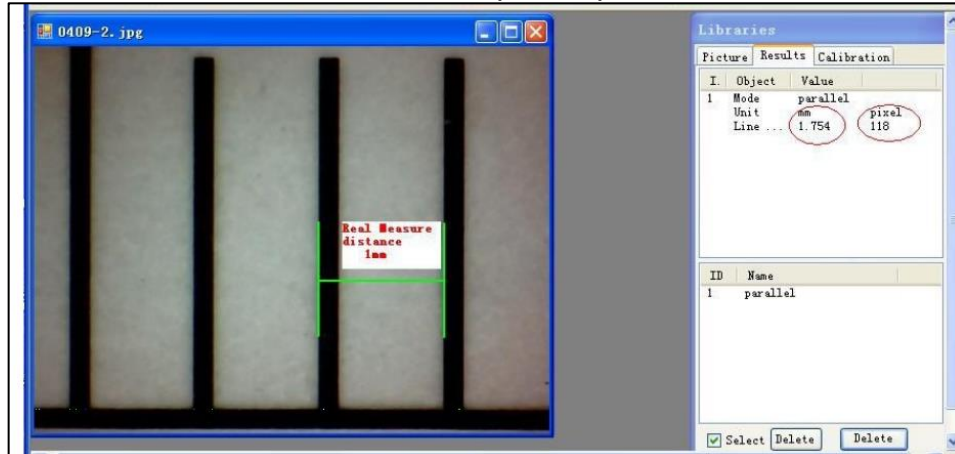 0409-2. jpg
Real Measure
distance
1mm
Libraries
Picture Results Calibration
I. Object Value
1 Mode parallel
Unit mm pixel
Line ... 1.754 118
ID Name
1 parallel
Select Delete Delete